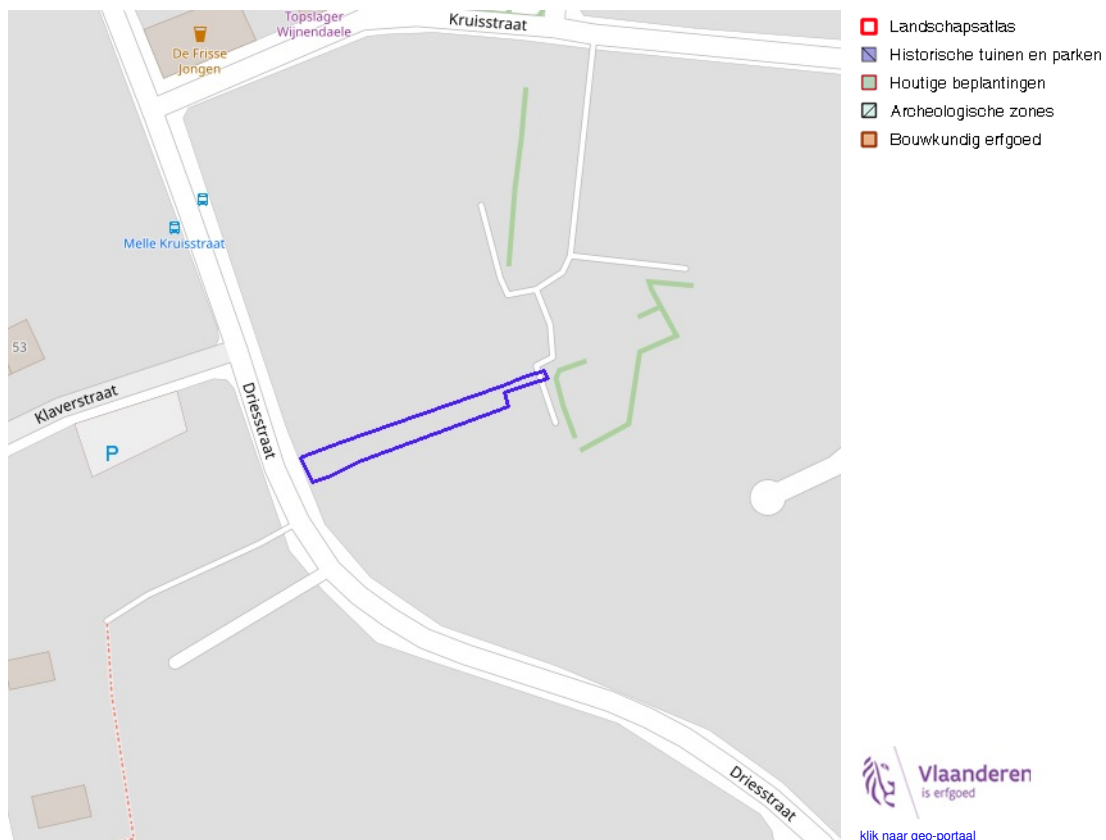 Topslager
Wijnendaele
Kruisstraat
De Frisse
Jongen
Melle Kruisstraat
53
Klaverstraat
Driesstraat
P
Driesstraat
Landschapsatlas
Historische tuinen en parken
Houtige beplantingen
Archeologische zones
Bouwkundig erfgoed
Vlaanderen
is erfgoed
klik naar geo-portaal